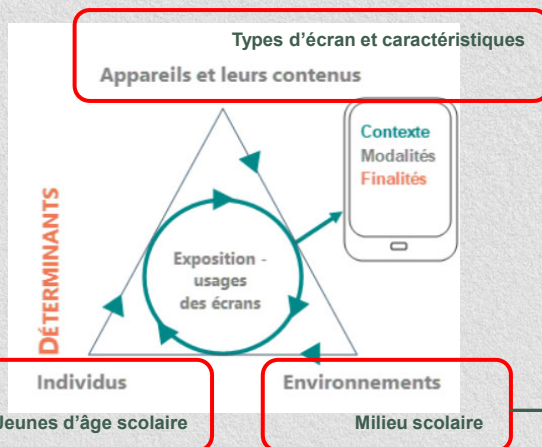 Types d’écran et caractéristiques
Appareils et leurs contenus
Contexte
Modalités
Finalités
DÉTERMINANTS
Exposition -
usages
des écrans
Individus
Environnements
Jeunes d’âge scolaire
Milieu scolaire